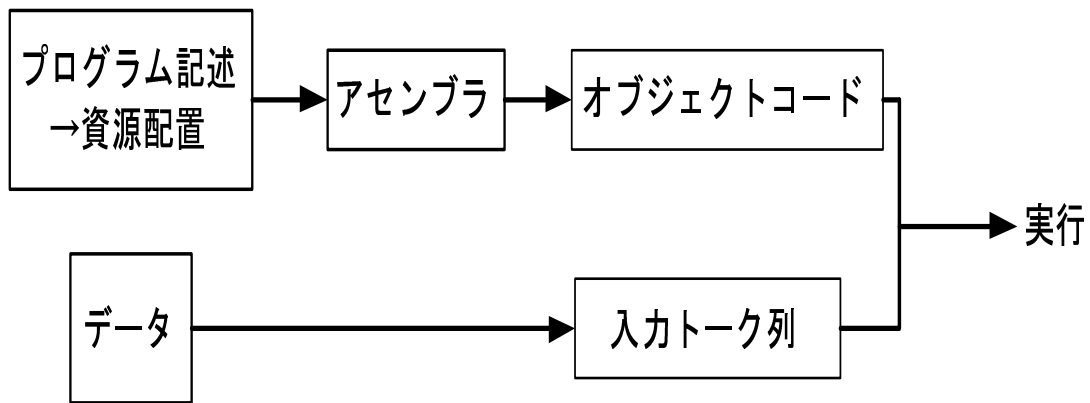 プログラム記述
→資源配置
アセンブラ
オブジェクトコード
実行
データ
入力トーク列